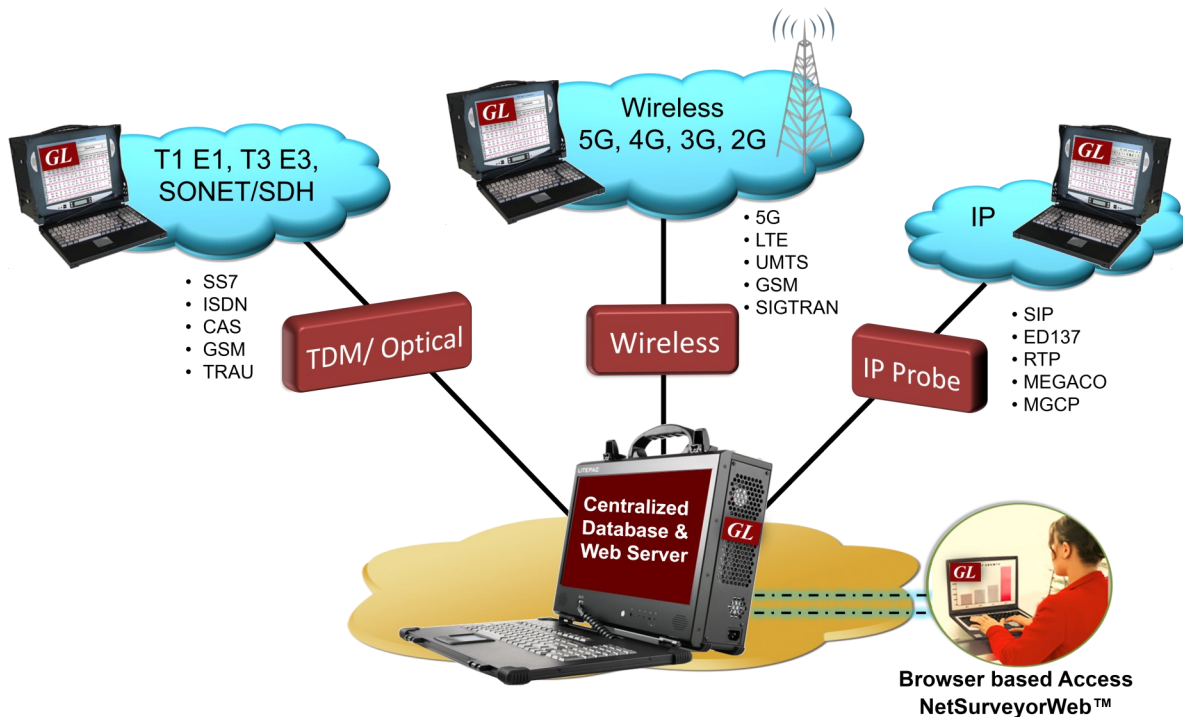 GL
T1 E1, T3 E3,
SONET/SDH
• SS7
• ISDN
• CAS
• GSM
• TRAU
TDM/ Optical
GL
Wireless
5G, 4G, 3G, 2G
• 5G
• LTE
• UMTS
• GSM
• SIGTRAN
Wireless
GL
IP
• SIP
• ED137
• RTP
• MEGACO
• MGCP
IP Probe
LITEPAC
Centralized
Database &
Web Server
GL
GL
Browser based Access
NetSurveyorWeb™